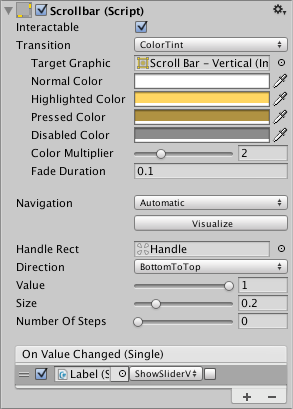 Scrollbar (Script)
Interactable
Transition ColorTint
Target Graphic Scroll Bar – Vertical (In
Normal Color
Highlighted Color
Pressed Color
Disabled Color
Color Multiplier 2
Fade Duration 0.1
Navigation Automatic
Visualize
Handle Rect Handle
Direction BottomToTop
Value 1
Size 0.2
Number Of Steps 0
On Value Changed (Single)
Label (S ShowSliderV
+ −